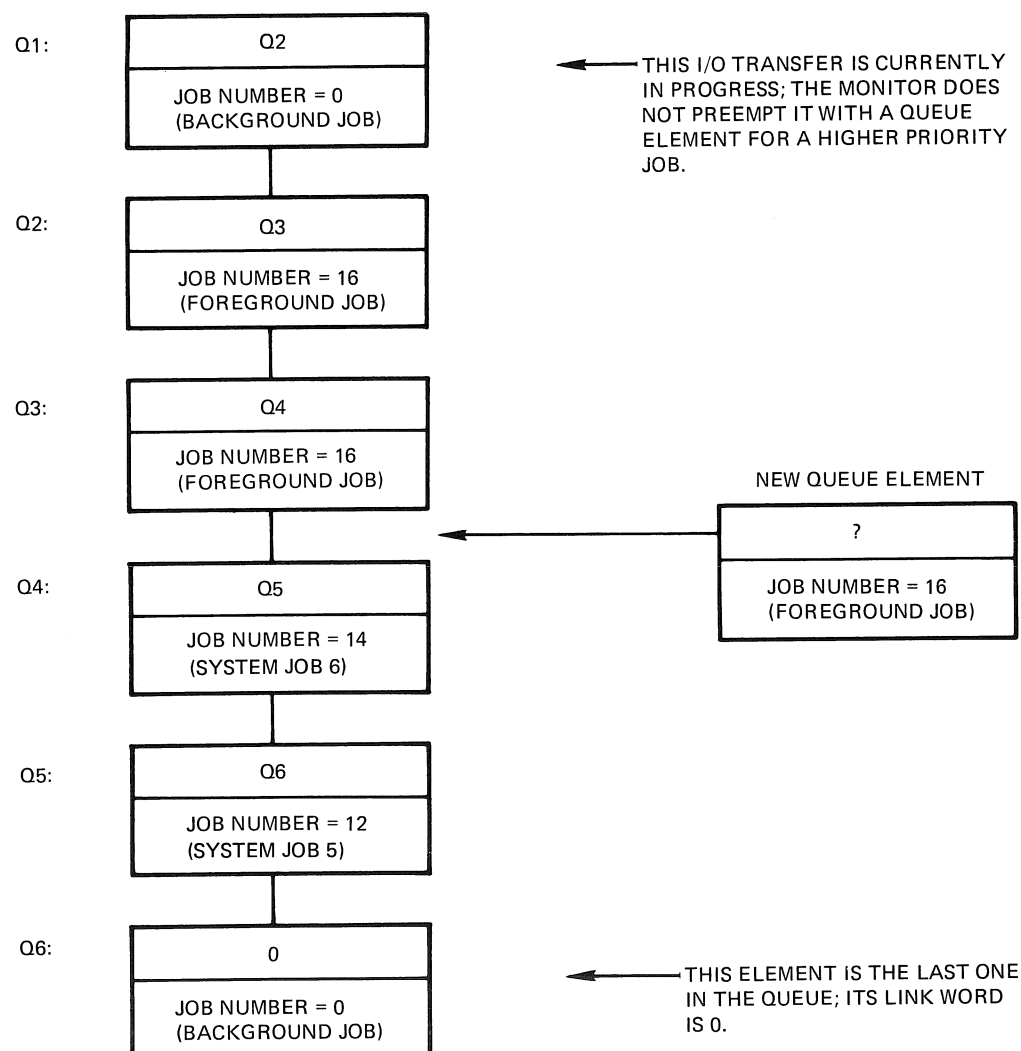 Q1:
Q2
JOB NUMBER = 0
(BACKGROUND JOB)
THIS I/O TRANSFER IS CURRENTLY
IN PROGRESS; THE MONITOR DOES
NOT PREEMPT IT WITH A QUEUE
ELEMENT FOR A HIGHER PRIORITY
JOB.
Q2:
Q3
JOB NUMBER = 16
(FOREGROUND JOB)
Q3:
Q4
JOB NUMBER = 16
(FOREGROUND JOB)
NEW QUEUE ELEMENT
?
JOB NUMBER = 16
(FOREGROUND JOB)
Q4:
Q5
JOB NUMBER = 14
(SYSTEM JOB 6)
Q5:
Q6
JOB NUMBER = 12
(SYSTEM JOB 5)
Q6:
0
JOB NUMBER = 0
(BACKGROUND JOB)
THIS ELEMENT IS THE LAST ONE
IN THE QUEUE; ITS LINK WORD
IS 0.